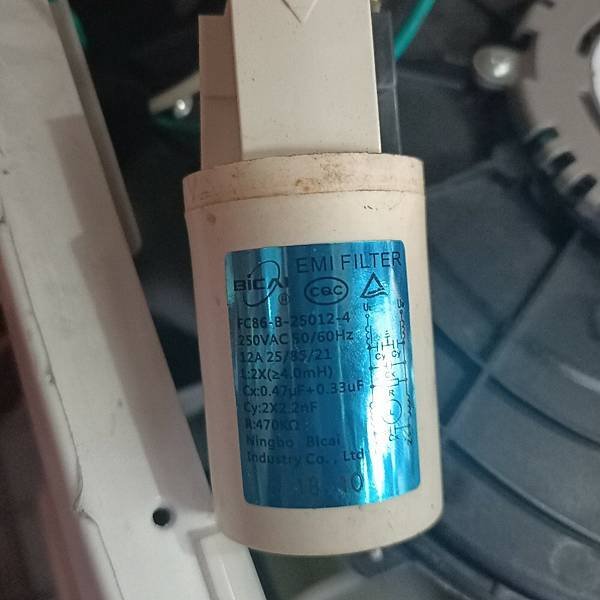 EMI FILTER
BiCAI ® CQC
FC86-B-25012-4
250VAC 50/60Hz
12A 25/85/21
L:2X(≥4.0mH)
Cx:0.47µF+0.33uF
Cy:2X2.2nF
R:470KΩ
Ningbo Bicai
Industry Co., Ltd